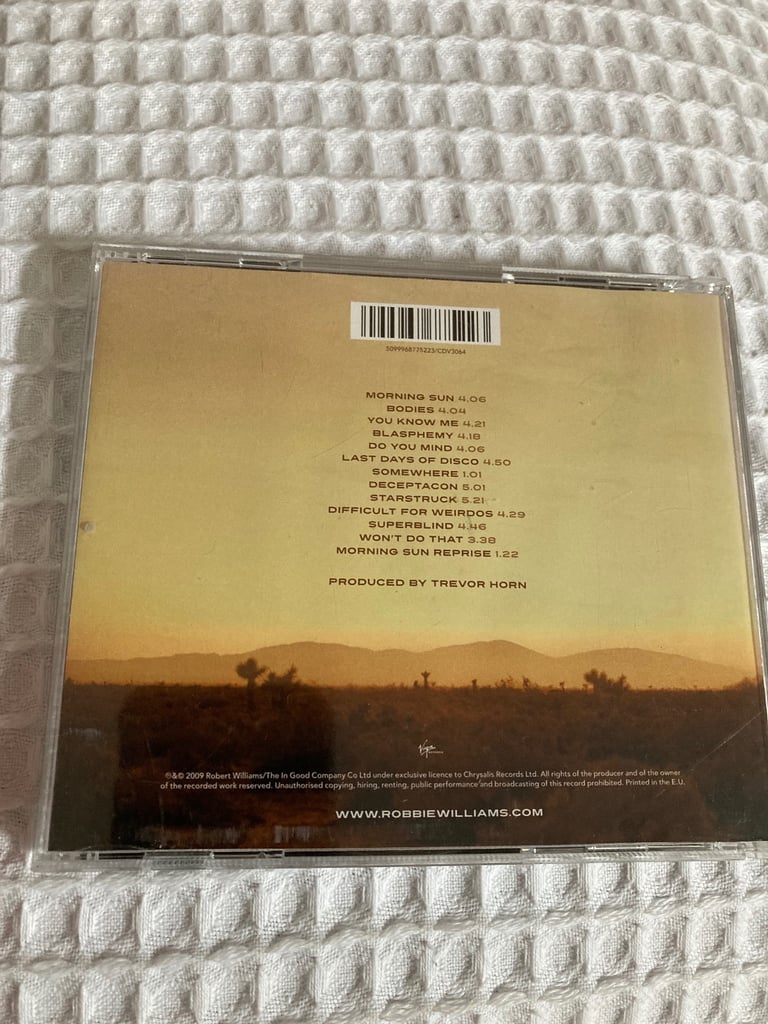 5099968775223/CDV3064
MORNING SUN 4.06
BODIES 4.04
YOU KNOW ME 4.21
BLASPHEMY 4.18
DO YOU MIND 4.06
LAST DAYS OF DISCO 4.50
SOMEWHERE 1.01
DECEPTACON 5.01
STARSTRUCK 5.21
DIFFICULT FOR WEIRDOS 4.29
SUPERBLIND 4.46
WON'T DO THAT 3.38
MORNING SUN REPRISE 1.22
PRODUCED BY TREVOR HORN
Virgin
℗&© 2009 Robert Williams/The In Good Company Co Ltd under exclusive licence to Chrysalis Records Ltd. All rights of the producer and of the owner
of the recorded work reserved. Unauthorised copying, hiring, renting, public performance and broadcasting of this record prohibited. Printed in the E.U.
WWW.ROBBIEWILLIAMS.COM